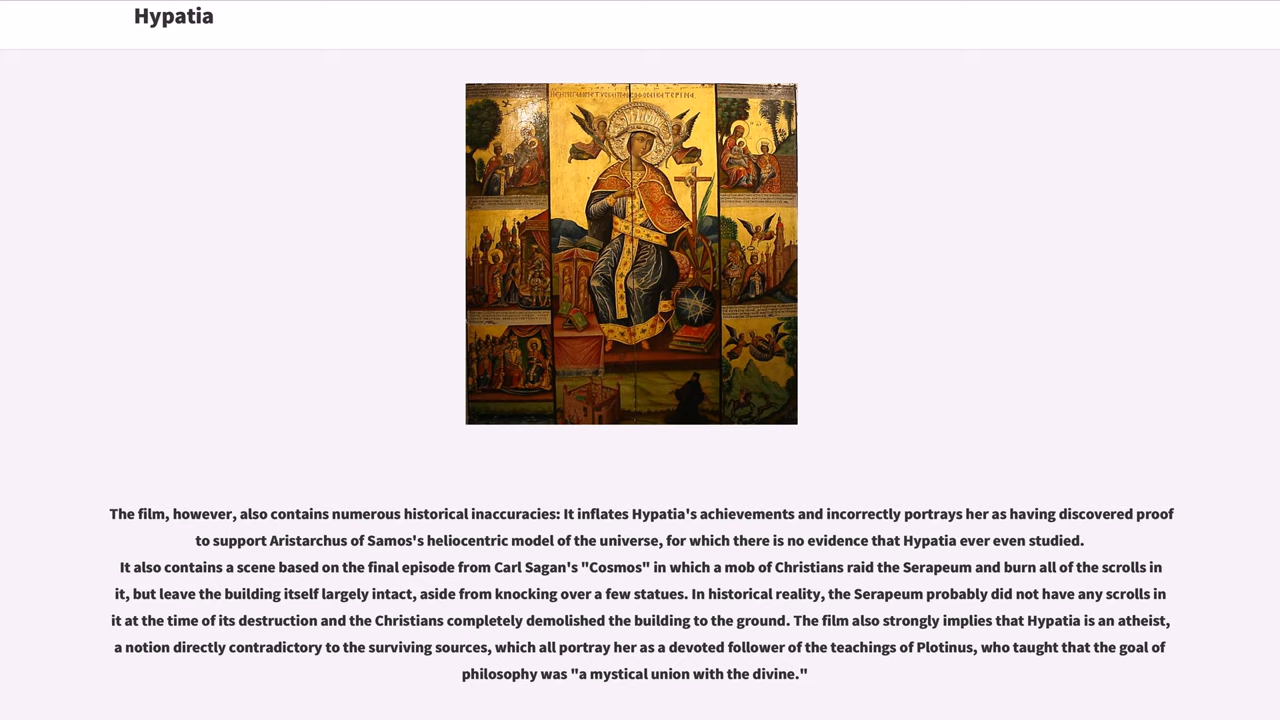 Hypatia
The film, however, also contains numerous historical inaccuracies: It inflates Hypatia's achievements and incorrectly portrays her as having discovered proof
to support Aristarchus of Samos's heliocentric model of the universe, for which there is no evidence that Hypatia ever even studied.
It also contains a scene based on the final episode from Carl Sagan's "Cosmos" in which a mob of Christians raid the Serapeum and burn all of the scrolls in
it, but leave the building itself largely intact, aside from knocking over a few statues. In historical reality, the Serapeum probably did not have any scrolls in
it at the time of its destruction and the Christians completely demolished the building to the ground. The film also strongly implies that Hypatia is an atheist,
a notion directly contradictory to the surviving sources, which all portray her as a devoted follower of the teachings of Plotinus, who taught that the goal of
philosophy was "a mystical union with the divine."